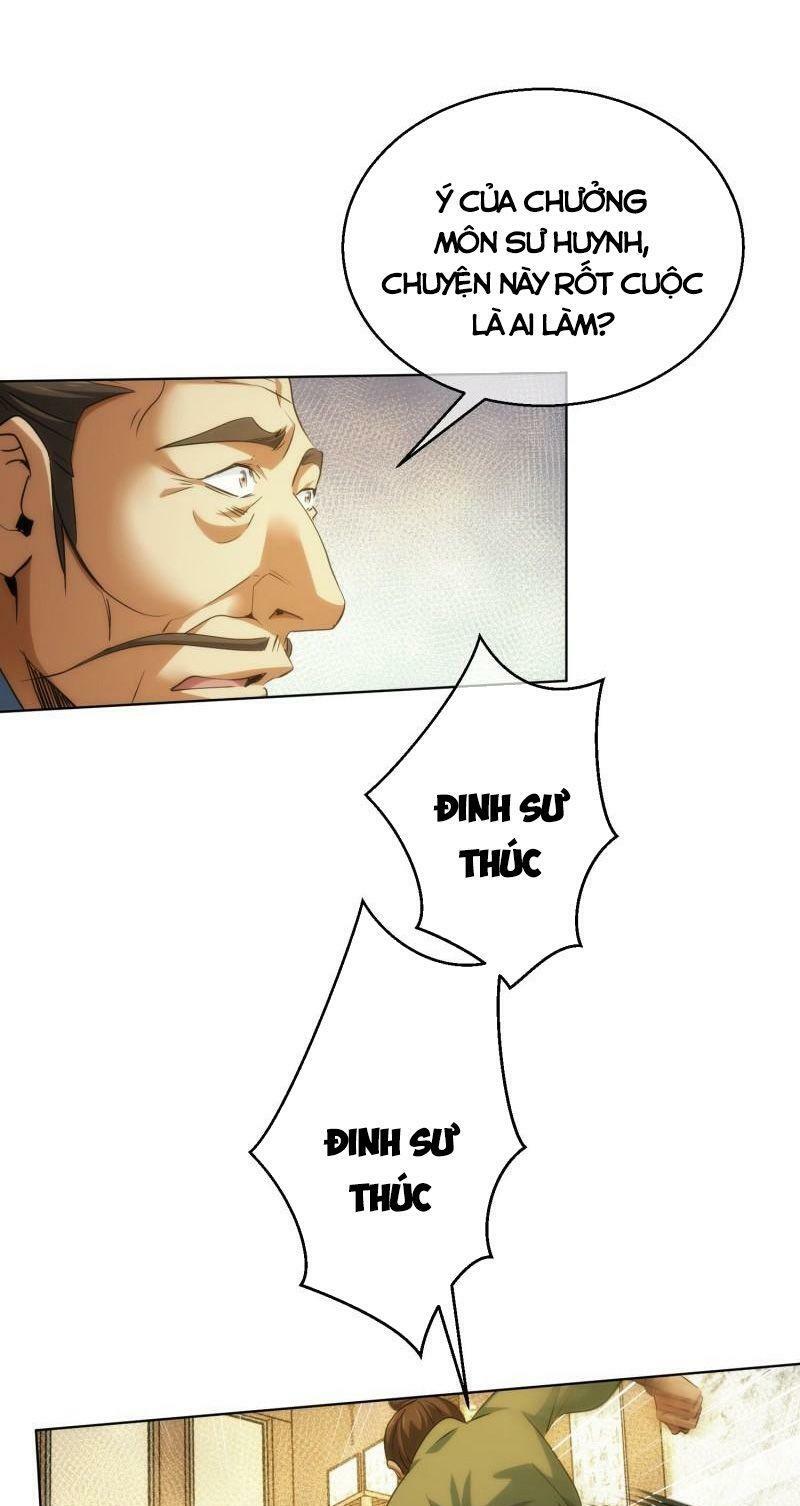 Ý CỦA CHƯỞNG
MÔN SƯ HUYNH,
CHUYỆN NÀY RỐT CUỘC
LÀ AI LÀM?
ĐINH SƯ
THÚC
ĐINH SƯ
THÚC